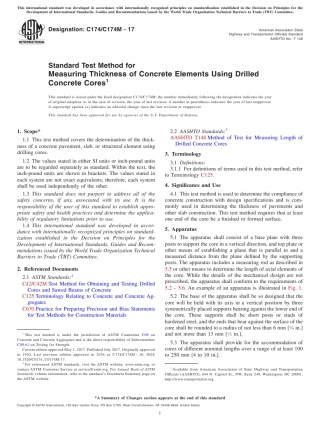 This international standard was developed in accordance with internationally recognized principles on standardization established in the Decision on Principles for the
Development of International Standards, Guides and Recommendations issued by the World Trade Organization Technical Barriers to Trade (TBT) Committee.
Designation: C174/C174M – 17
American Association State
Highway and Transportation Officials Standard
AASHTO No.: T 148
INTERNATIONAL
Standard Test Method for
Measuring Thickness of Concrete Elements Using Drilled
Concrete Cores¹
This standard is issued under the fixed designation C174/C174M; the number immediately following the designation indicates the year
of original adoption or, in the case of revision, the year of last revision. A number in parentheses indicates the year of last reapproval.
A superscript epsilon (ε) indicates an editorial change since the last revision or reapproval.
This standard has been approved for use by agencies of the U.S. Department of Defense.
1. Scope*
1.1 This test method covers the determination of the thick-
ness of a concrete pavement, slab, or structural element using
drilled cores.
1.2 The values stated in either SI units or inch-pound units
are to be regarded separately as standard. Within the text, the
inch-pound units are shown in brackets. The values stated in
each system are not exact equivalents; therefore, each system
shall be used independently of the other.
1.3 This standard does not purport to address all of the
safety concerns, if any, associated with its use. It is the
responsibility of the user of this standard to establish appro-
priate safety and health practices and determine the applica-
bility of regulatory limitations prior to use.
1.4 This international standard was developed in accor-
dance with internationally recognized principles on standard-
ization established in the Decision on Principles for the
Development of International Standards, Guides and Recom-
mendations issued by the World Trade Organization Technical
Barriers to Trade (TBT) Committee.
2. Referenced Documents
2.1 ASTM Standards:²
C42/C42M Test Method for Obtaining and Testing Drilled
Cores and Sawed Beams of Concrete
C125 Terminology Relating to Concrete and Concrete Ag-
gregates
C670 Practice for Preparing Precision and Bias Statements
for Test Methods for Construction Materials
¹ This test method is under the jurisdiction of ASTM Committee C09 on
Concrete and Concrete Aggregates and is the direct responsibility of Subcommittee
C09.61 on Testing for Strength.
Current edition approved May 1, 2017. Published July 2017. Originally approved
in 1942. Last previous edition approved in
² For referenced ASTM standards, visit the ASTM website, www.astm.org, or
contact ASTM Customer Service at service@astm.org. For Annual Book of ASTM
Standards volume information, refer to the standard's Document Summary page on
the ASTM website.
2.2 AASHTO Standards:³
AASHTO T148 Method of Test for Measuring Length of
Drilled Concrete Cores
3. Terminology
3.1 Definitions:
3.1.1 For definitions of terms used in this test method, refer
to Terminology C125.
4. Significance and Use
4.1 This test method is used to determine the compliance of
concrete construction with design specifications and is com-
monly used in determining the thickness of pavements and
other slab construction. This test method requires that at least
one end of the core be a finished or formed surface.
5. Apparatus
5.1 The apparatus shall consist of a base plate with three
posts to support the core in a vertical direction, and top plate or
other means of establishing a plane that is parallel to and a
measured distance from the plane defined by the supporting
posts. The apparatus includes a measuring rod as described in
5.5 or other means to determine the length of axial elements of
the core. While the details of the mechanical design are not
prescribed, the apparatus shall conform to the requirements of
5.2 – 5.6. An example of an apparatus is illustrated in Fig. 1.
5.2 The base of the apparatus shall be so designed that the
core will be held with its axis in a vertical position by three
symmetrically placed supports bearing against the lower end of
the core. These supports shall be short posts or studs of
hardened steel, and the ends that bear against the surface of the
core shall be rounded to a radius of not less than 6 mm [¼ in.]
and not more than 15 mm [⅝ in.].
5.3 The apparatus shall provide for the accommodation of
cores of different nominal lengths over a range of at least 100
to 250 mm [4 to 10 in.].
³ Available from American Association of State Highway and Transportation
Officials (AASHTO), 444 N. Capitol St., NW, Suite 249, Washington, DC 20001,
http://www.transportation.org.
*A Summary of Changes section appears at the end of this standard
Copyright © ASTM International, 100 Barr Harbor Drive, PO Box C700, West Conshohocken, PA 19428-2959. United States
1